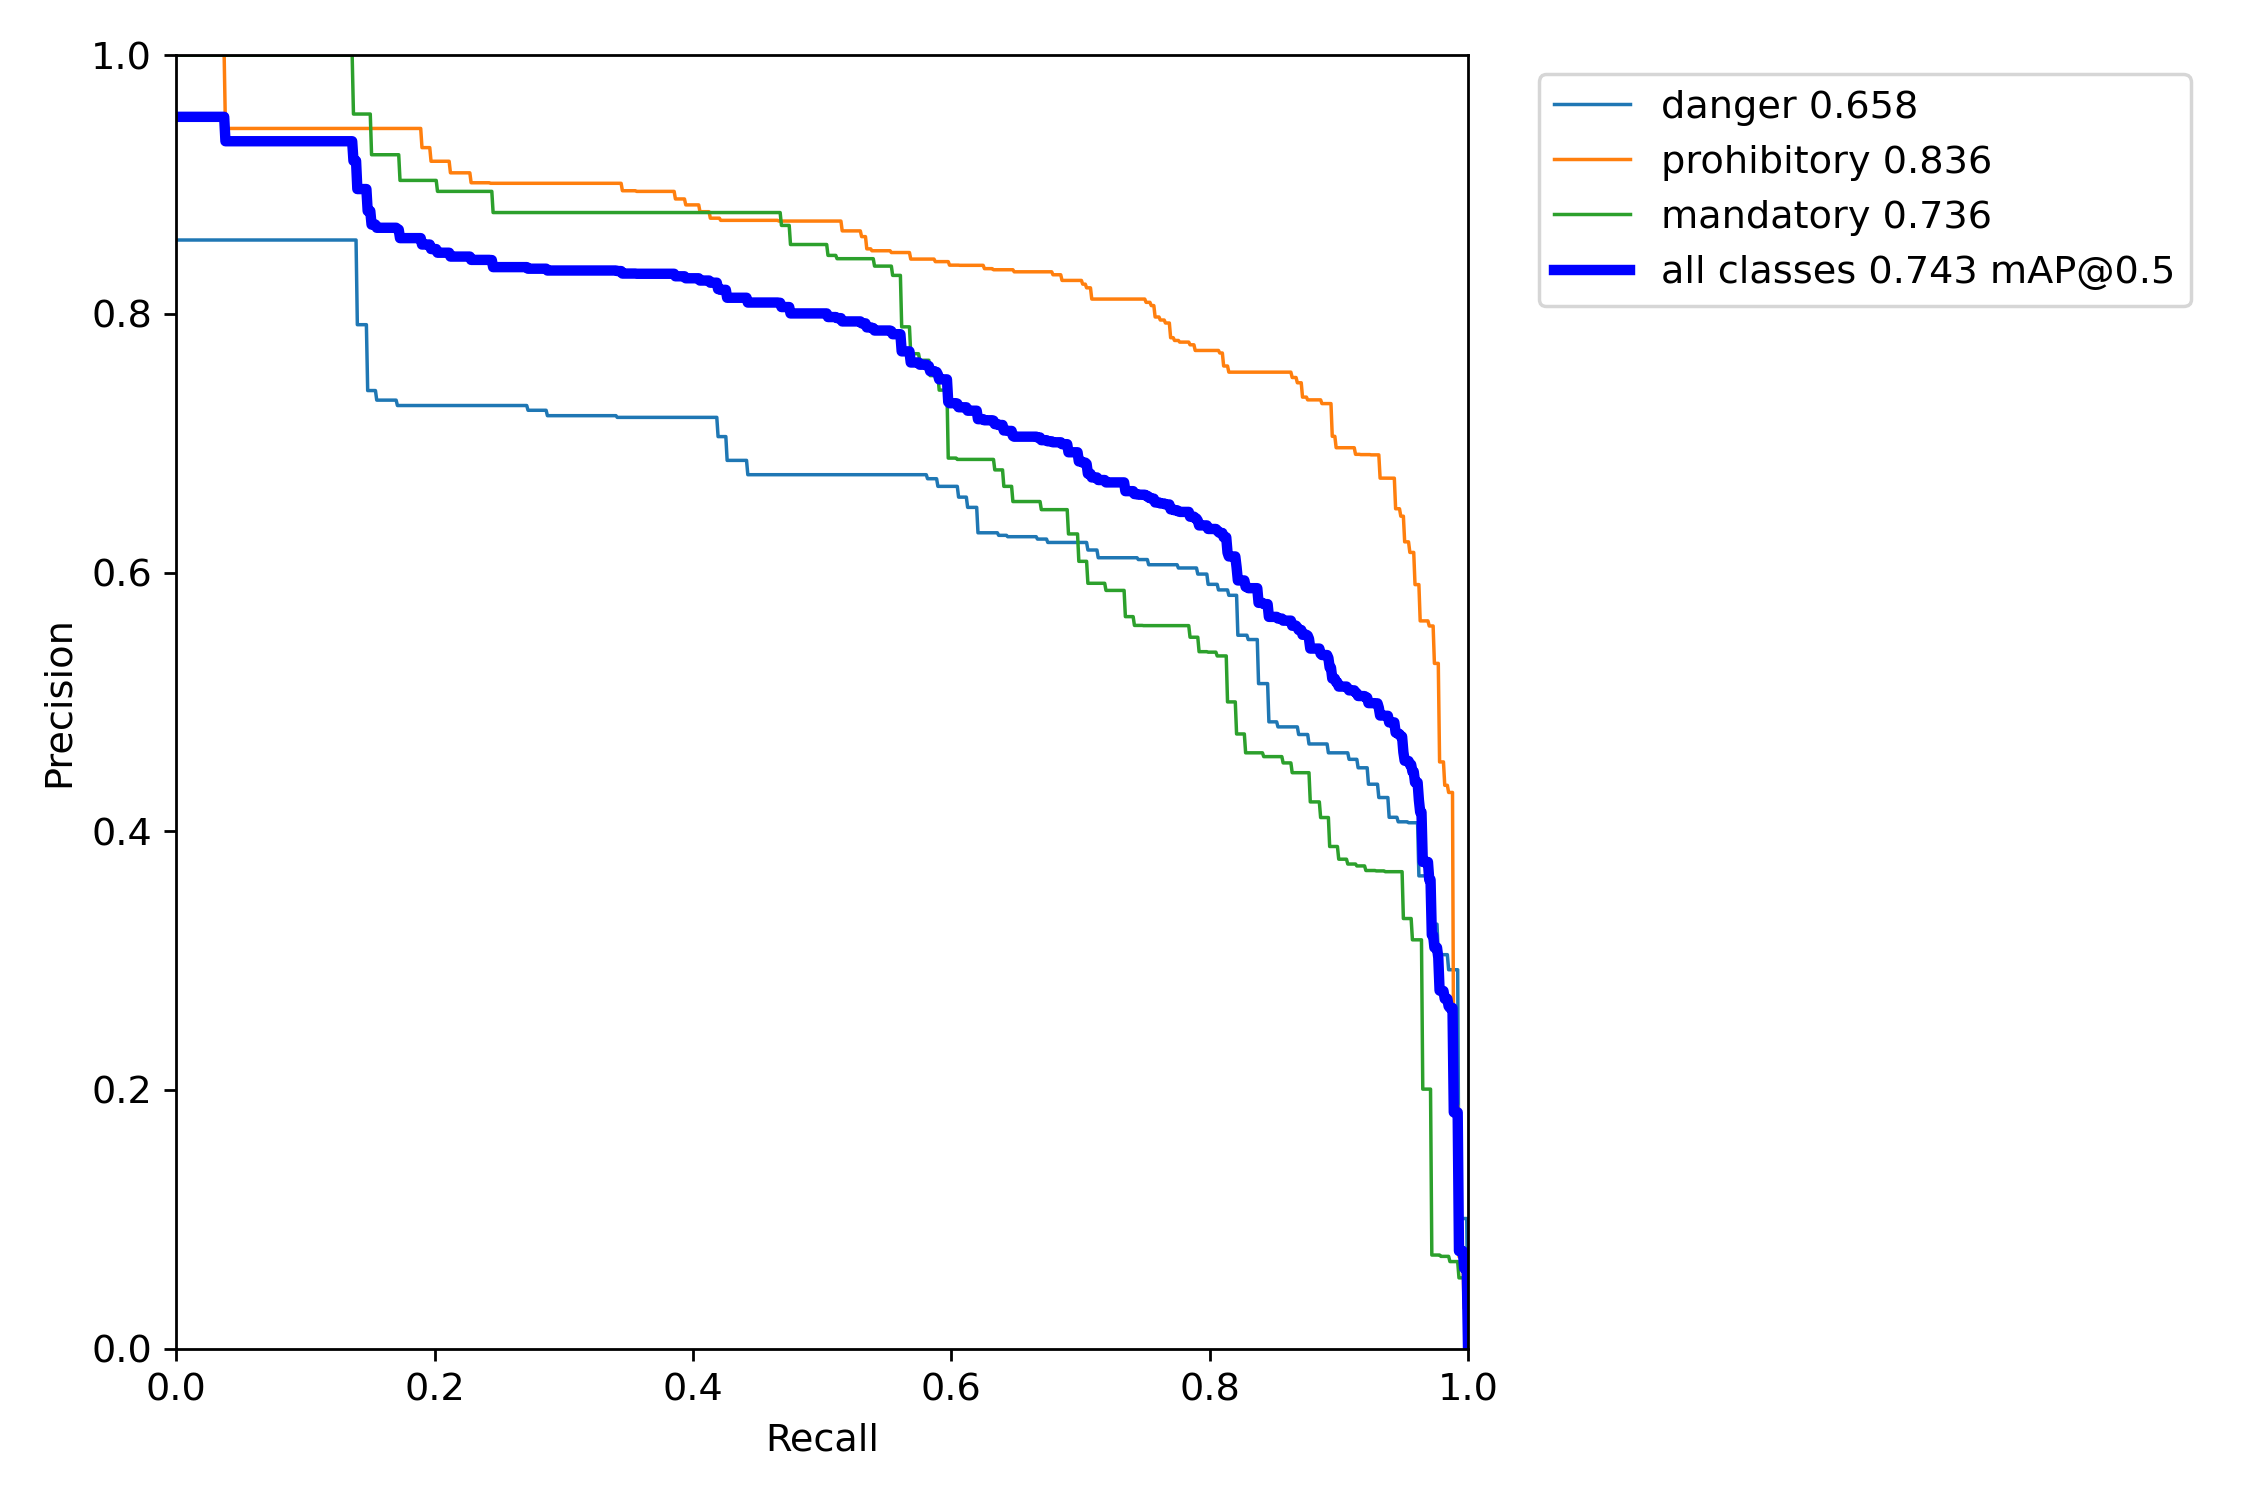 danger 0.658
prohibitory 0.836
mandatory 0.736
all classes 0.743 mAP@0.5
1.0
0.8
0.6
0.4
0.2
0.0
Precision
0.0 0.2 0.4 0.6 0.8 1.0
Recall